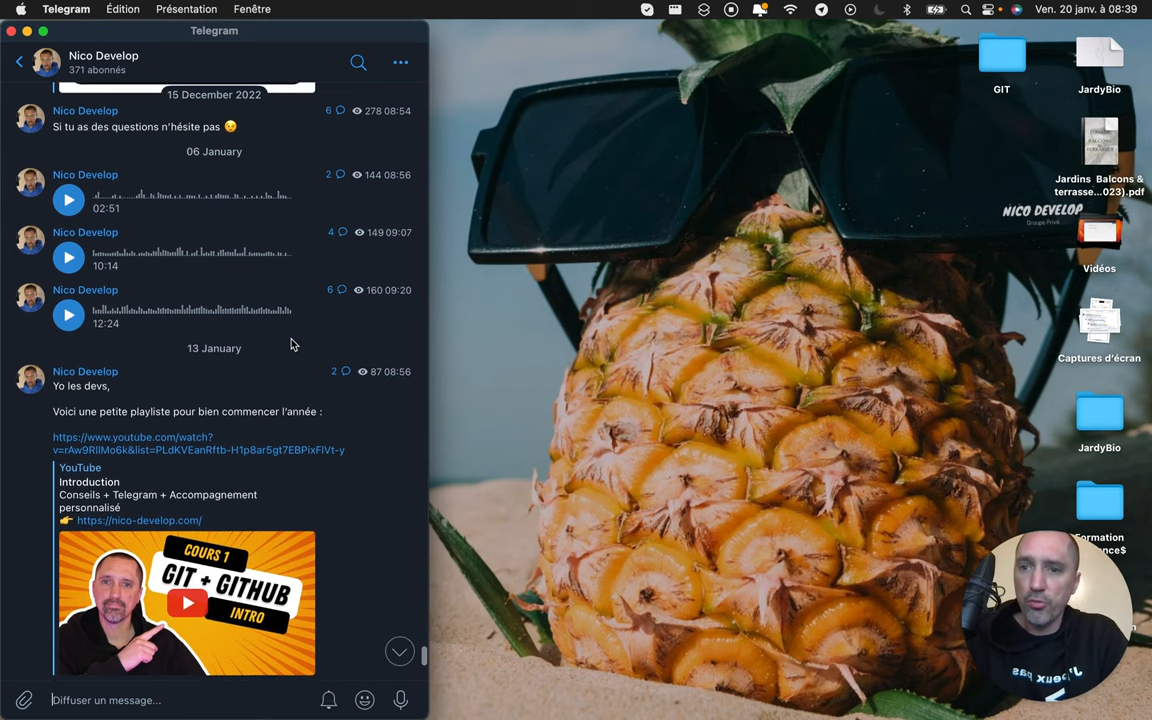 Telegram Édition Présentation Fenêtre
Ven. 20 janv. à 08:39
Telegram
Nico Develop
371 abonnés
15 December 2022
Nico Develop 6 278 08:54
Si tu as des questions n'hésite pas 😉
06 January
Nico Develop 2 144 08:56
02:51
Nico Develop 4 149 09:07
10:14
Nico Develop 6 160 09:20
12:24
13 January
Nico Develop 2 87 08:56
Yo les devs,
Voici une petite playliste pour bien commencer l'année :
https://www.youtube.com/watch?
v=rAw9RlIMo6k&list=PLdKVEanRftb-H1p8ar5gt7EBPixFlVt-y
YouTube
Introduction
Conseils + Telegram + Accompagnement
personnalisé
👉 https://nico-develop.com/
COURS 1
GIT + GITHUB
INTRO
Diffuser un message...
NICO DEVELOP
Groupe Privé
GIT
JardyBio
Jardins Balcons &
terrasse...023).pdf
Vidéos
Captures d'écran
JardyBio
Formation